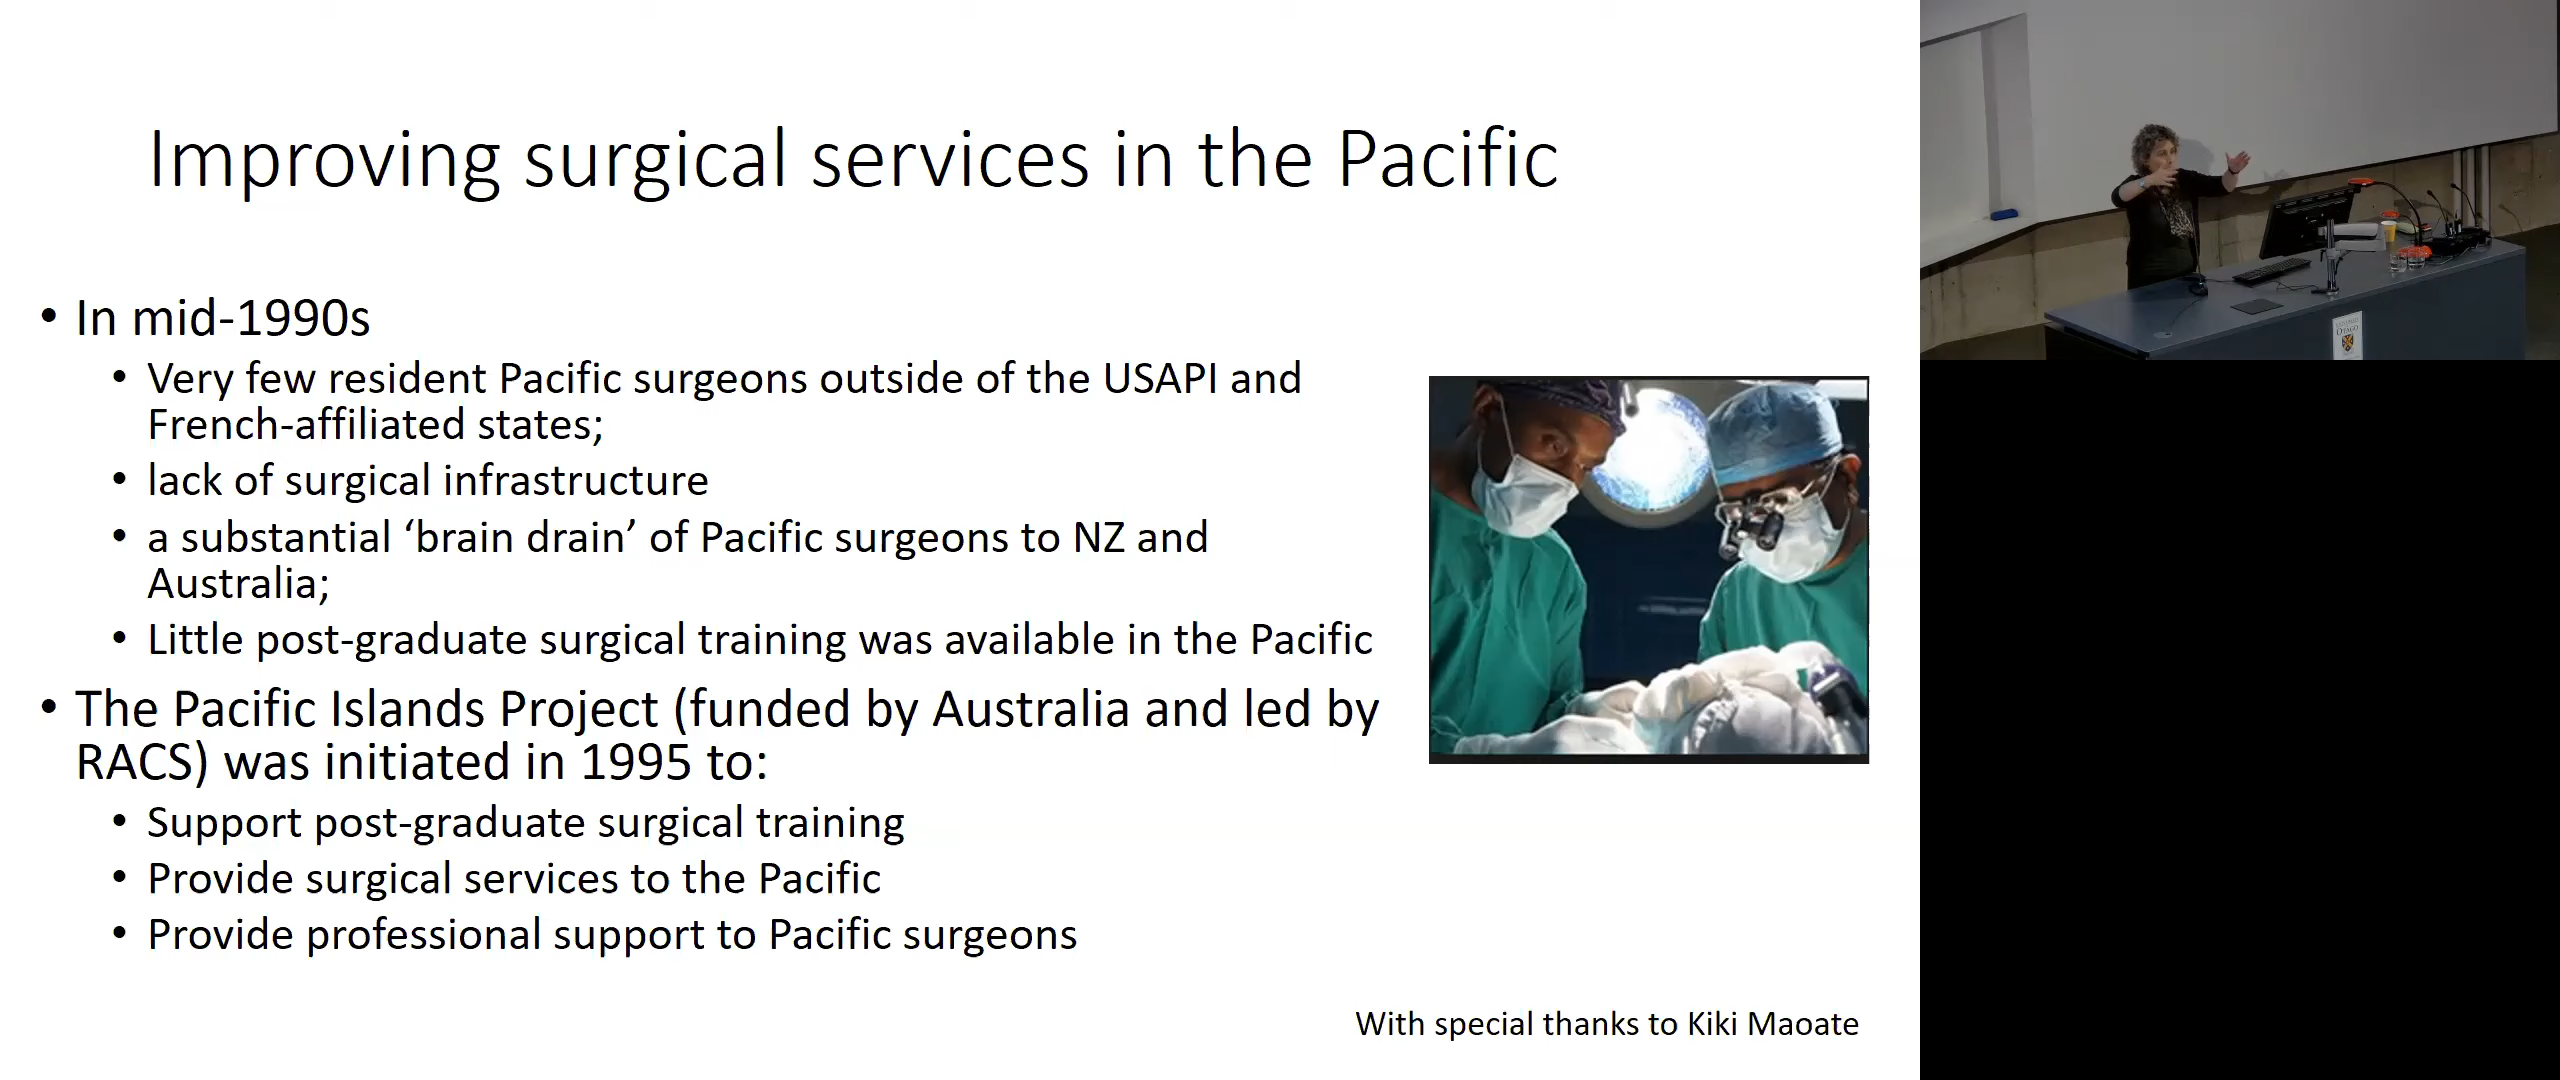 Improving surgical services in the Pacific
• In mid-1990s
• Very few resident Pacific surgeons outside of the USAPI and
French-affiliated states;
• lack of surgical infrastructure
• a substantial ‘brain drain’ of Pacific surgeons to NZ and
Australia;
• Little post-graduate surgical training was available in the Pacific
• The Pacific Islands Project (funded by Australia and led by
RACS) was initiated in 1995 to:
• Support post-graduate surgical training
• Provide surgical services to the Pacific
• Provide professional support to Pacific surgeons
With special thanks to Kiki Maoate
OTAGO